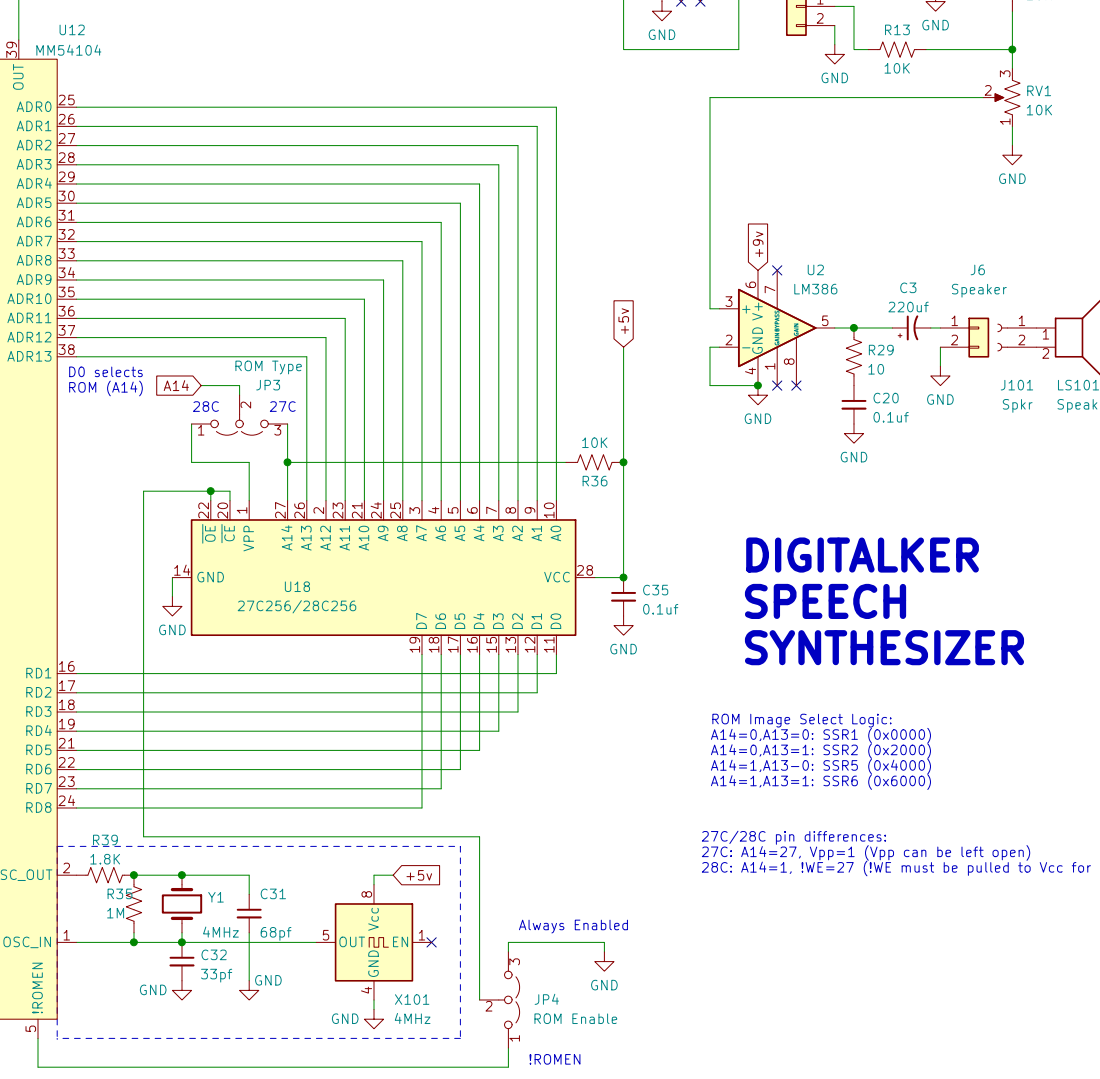 U12
MM54104
39
OUT
ADR0 25
ADR1 26
ADR2 27
ADR3 28
ADR4 29
ADR5 30
ADR6 31
ADR7 32
ADR8 33
ADR9 34
ADR10 35
ADR11 36
ADR12 37
ADR13 38
D0 selects
ROM (A14)
A14
ROM Type
JP3
28C
27C
1
2
3
10K
R36
+5v
22 20 1 27 26 2 23 21 24 25 3 4 5 6 7 8 9 10
OE CE VPP A14 A13 A12 A11 A10 A9 A8 A7 A6 A5 A4 A3 A2 A1 A0
14 GND
VCC 28
U18
27C256/28C256
D7 D6 D5 D4 D3 D2 D1 D0
19 18 17 16 15 13 12 11
GND
C35
0.1uf
GND
RD1 16
RD2 17
RD3 18
RD4 19
RD5 21
RD6 22
RD7 23
RD8 24
R39
1.8K
SC_OUT 2
R35
1M
Y1
4MHz
C31
68pf
OSC_IN 1
C32
33pf
GND
GND
!ROMEN
5
+5v
8
Vcc
5 OUT
EN 1
GND
4
X101
4MHz
GND
Always Enabled
3
GND
2
JP4
ROM Enable
1
!ROMEN
GND
1
2
GND
R13
10K
GND
3
2
RV1
10K
1
GND
+9v
6
7
U2
LM386
3
+
V+
GND
BYPASS
GAIN
GAIN
5
2
-
4
1
8
GND
C3
220uf
+
R29
10
C20
0.1uf
GND
J6
Speaker
1
2
GND
1
2
1
2
J101
Spkr
LS101
Speak
DIGITALKER
SPEECH
SYNTHESIZER
ROM Image Select Logic:
A14=0,A13=0: SSR1 (0x0000)
A14=0,A13=1: SSR2 (0x2000)
A14=1,A13-0: SSR5 (0x4000)
A14=1,A13=1: SSR6 (0x6000)
27C/28C pin differences:
27C: A14=27, Vpp=1 (Vpp can be left open)
28C: A14=1, !WE=27 (!WE must be pulled to Vcc for